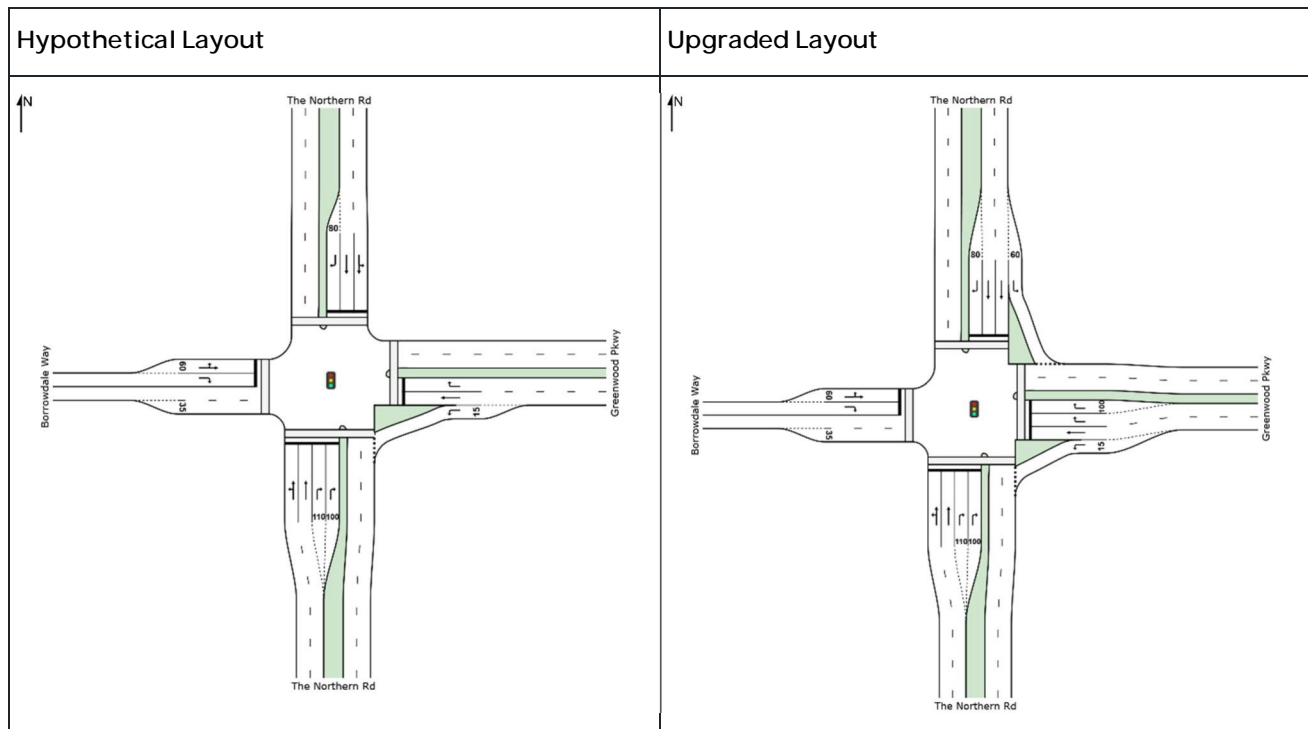 Hypothetical Layout
Upgraded Layout
N
The Northern Rd
80
Borrowdale Way
60
35
Greenwood Pkwy
15
110 100
The Northern Rd
N
The Northern Rd
80
60
Borrowdale Way
60
35
Greenwood Pkwy
100
15
110 100
The Northern Rd